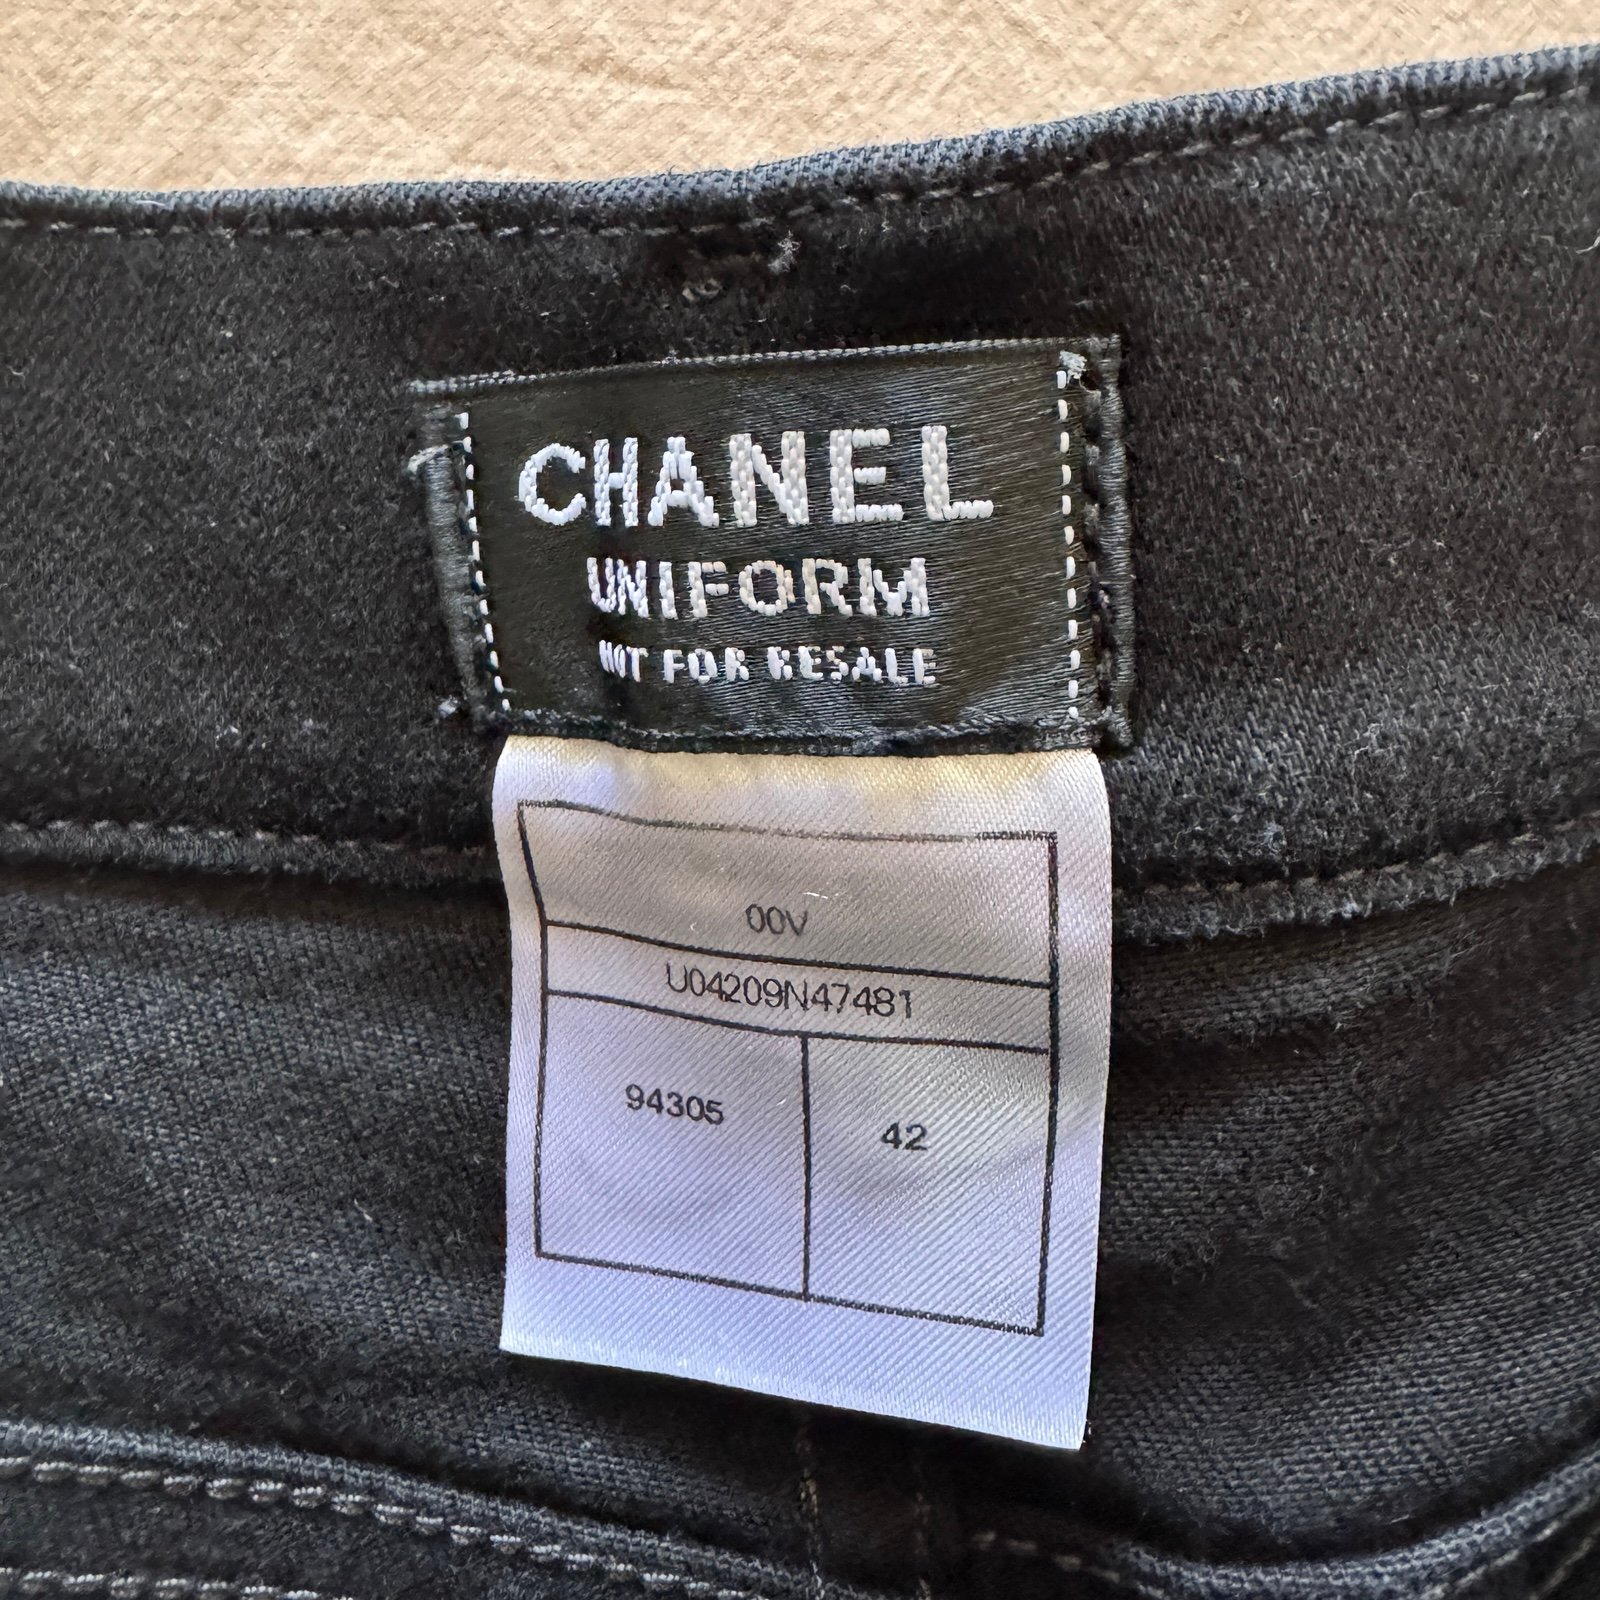 CHANEL
UNIFORM
NOT FOR RESALE
00V
U04209N47481
94305
42